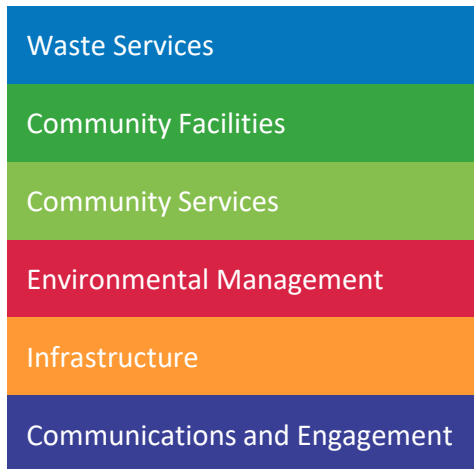 Waste Services
Community Facilities
Community Services
Environmental Management
Infrastructure
Communications and Engagement